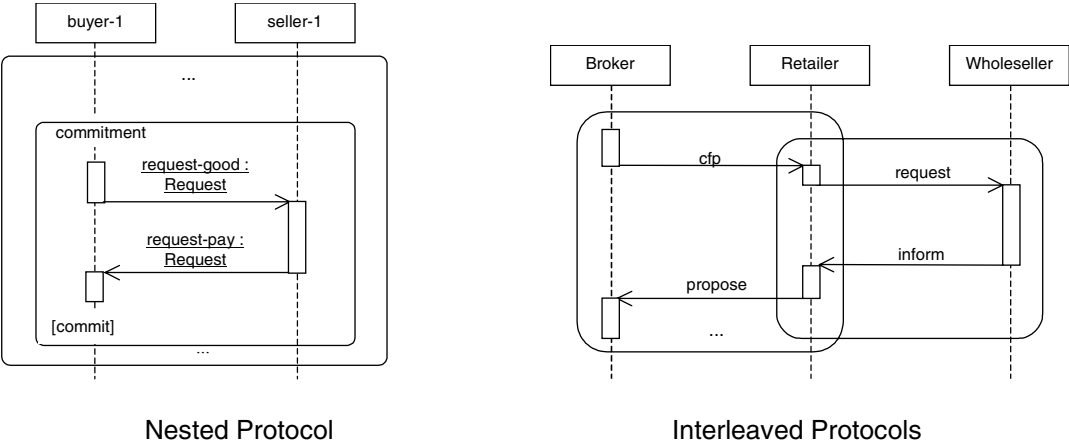 buyer-1
seller-1
...
commitment
request-good :
Request
request-pay :
Request
[commit]
...
Nested Protocol
Broker
Retailer
Wholeseller
cfp
request
inform
propose
...
Interleaved Protocols